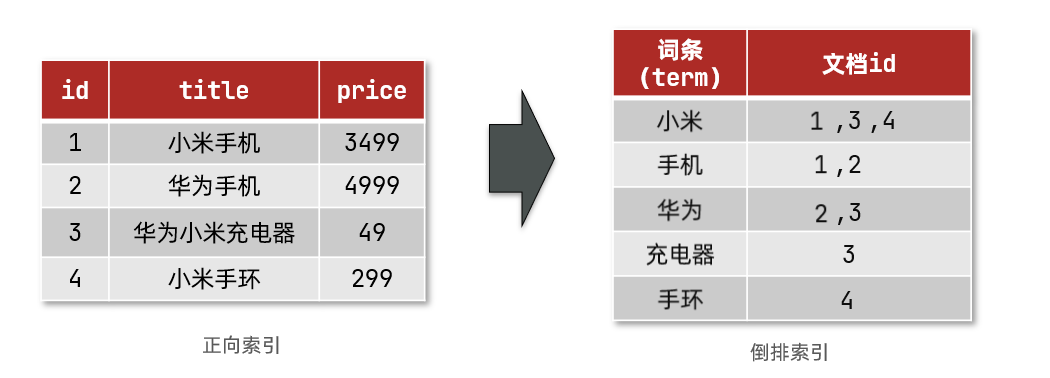 id title price
1 小米手机 3499
2 华为手机 4999
3 华为小米充电器 49
4 小米手环 299
正向索引
词条
(term) 文档id
小米 1 ,3 ,4
手机 1 ,2
华为 2 ,3
充电器 3
手环 4
倒排索引